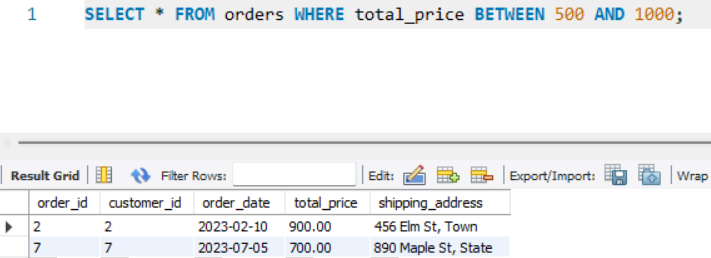 1 SELECT * FROM orders WHERE total_price BETWEEN 500 AND 1000;
Result Grid Filter Rows: Edit: Export/Import: Wrap
order_id customer_id order_date total_price shipping_address
2 2 2023-02-10 900.00 456 Elm St, Town
7 7 2023-07-05 700.00 890 Maple St, State